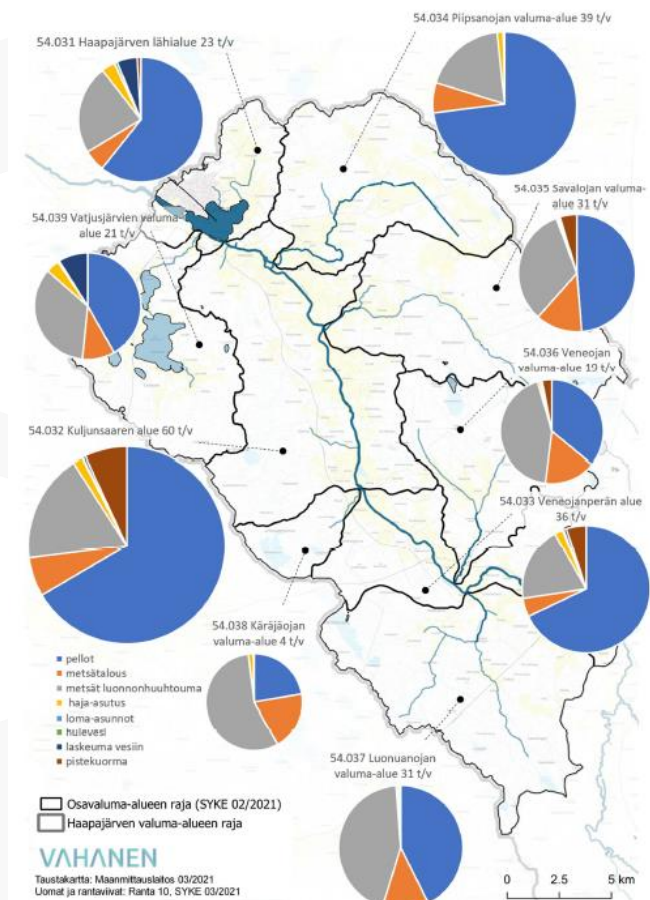 54.034 Piipsanojan valuma-alue 39 t/v
54.031 Haapajärven lähialue 23 t/v
54.035 Savalojan valuma-
alue 31 t/v
54.039 Vatjusjärvien valuma-
alue 21 t/v
54.036 Veneojan
valuma-alue 19 t/v
54.032 Kuljunsaaren alue 60 t/v
54.033 Veneojanperän alue
36 t/v
54.038 Käräjäojan
valuma-alue 4 t/v
pellot
metsätalous
metsät luonnonhuuhtouma
haja-asutus
loma-asunnot
hulevesi
laskeuma vesiin
pistekuorma
54.037 Luonuanojan
valuma-alue 31 t/v
Osavaluma-alueen raja (SYKE 02/2021)
Haapajärven valuma-alueen raja
VAHANEN
Taustakartta: Maanmittauslaitos 03/2021
Uomat ja rantaviivat: Ranta 10, SYKE 03/2021
0 2.5 5 km